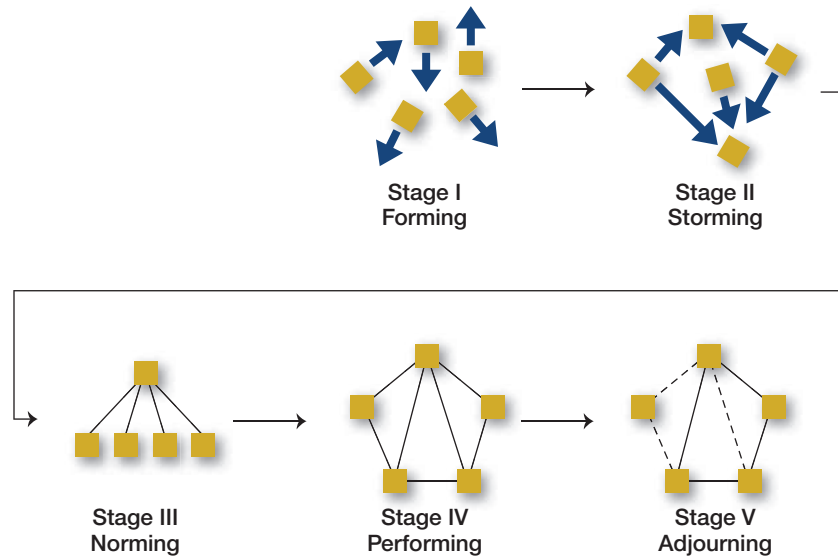 Stage I
Forming
Stage II
Storming
Stage III
Norming
Stage IV
Performing
Stage V
Adjourning